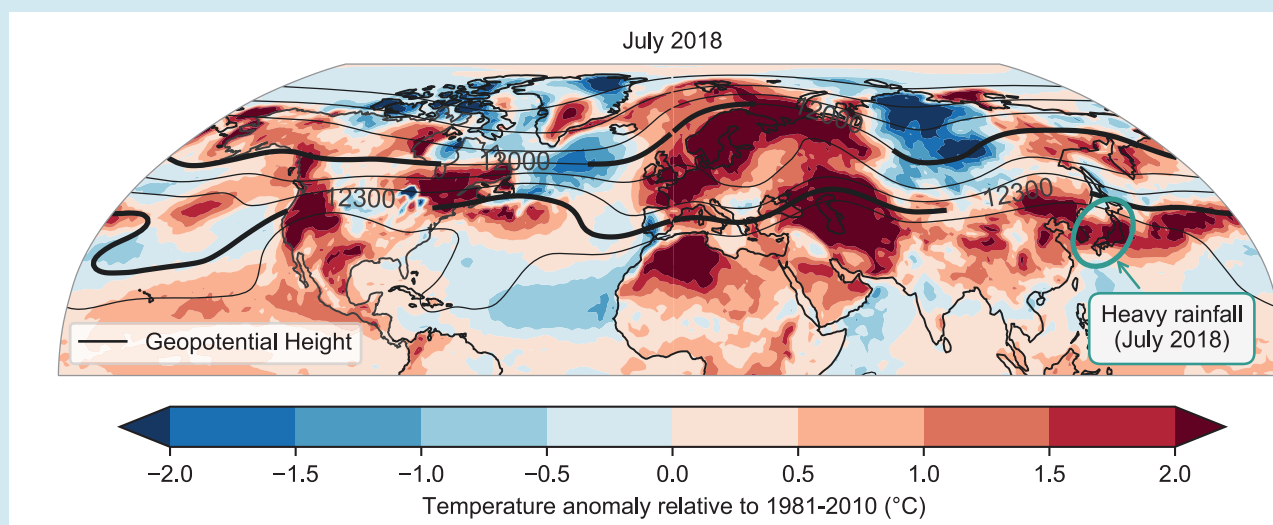 July 2018
12000
12000
12300
12300
Heavy rainfall
(July 2018)
Geopotential Height
−2.0 −1.5 −1.0 −0.5 0.0 0.5 1.0 1.5 2.0
Temperature anomaly relative to 1981-2010 (°C)